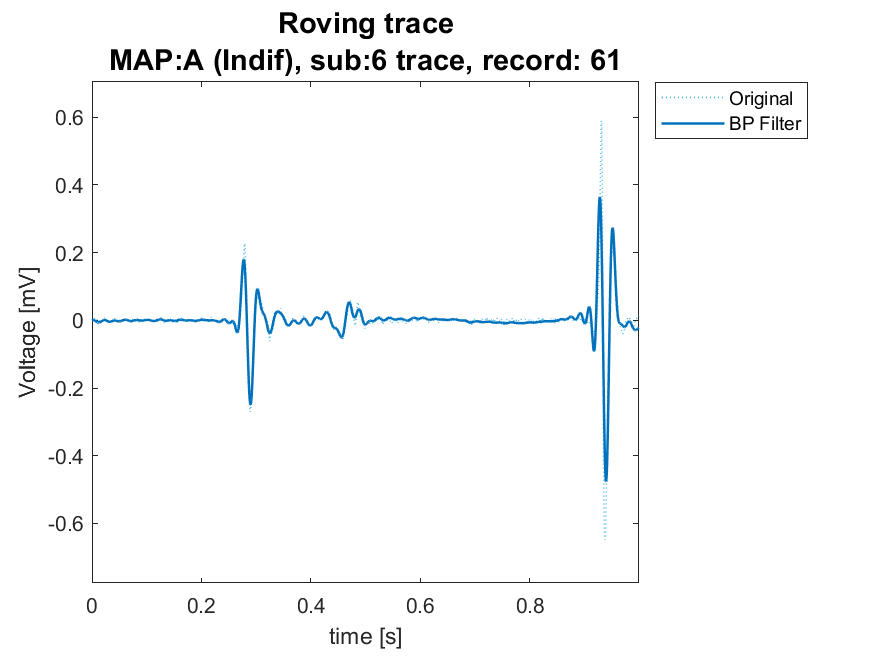 Roving trace
MAP:A (Indif), sub:6 trace, record: 61
Original
BP Filter
0.6
0.4
0.2
0
-0.2
-0.4
-0.6
Voltage [mV]
0
0.2
0.4
0.6
0.8
time [s]